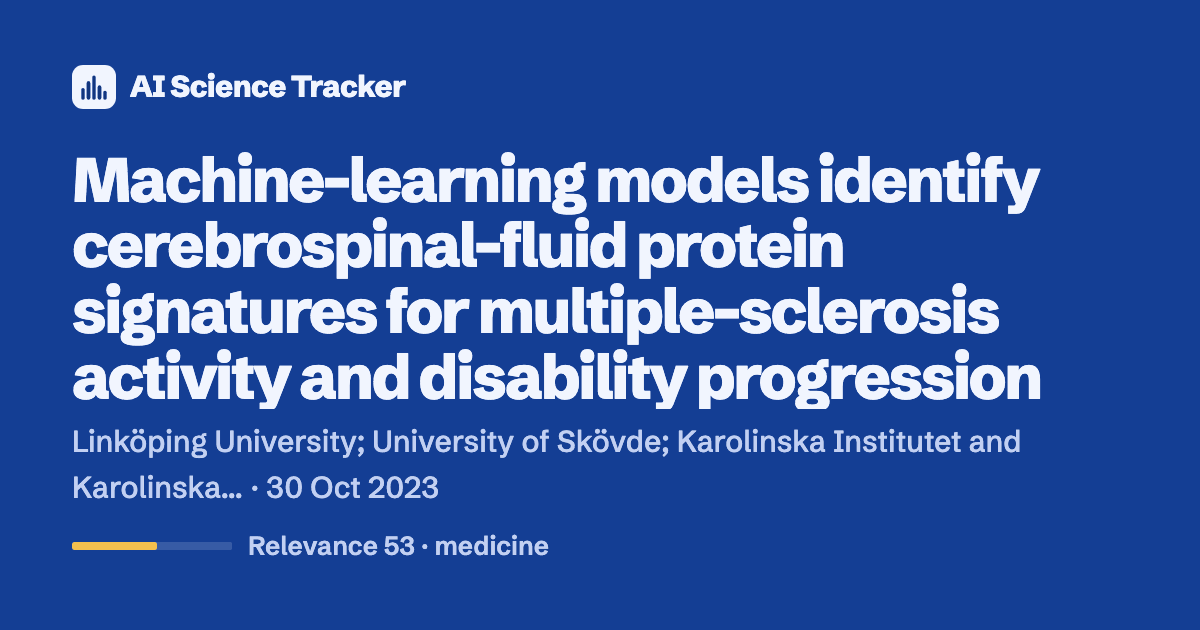 AI Science Tracker
Machine-learning models identify
cerebrospinal-fluid protein
signatures for multiple-sclerosis
activity and disability progression
Linköping University; University of Skövde; Karolinska Institutet and
Karolinska... · 30 Oct 2023
Relevance 53 · medicine